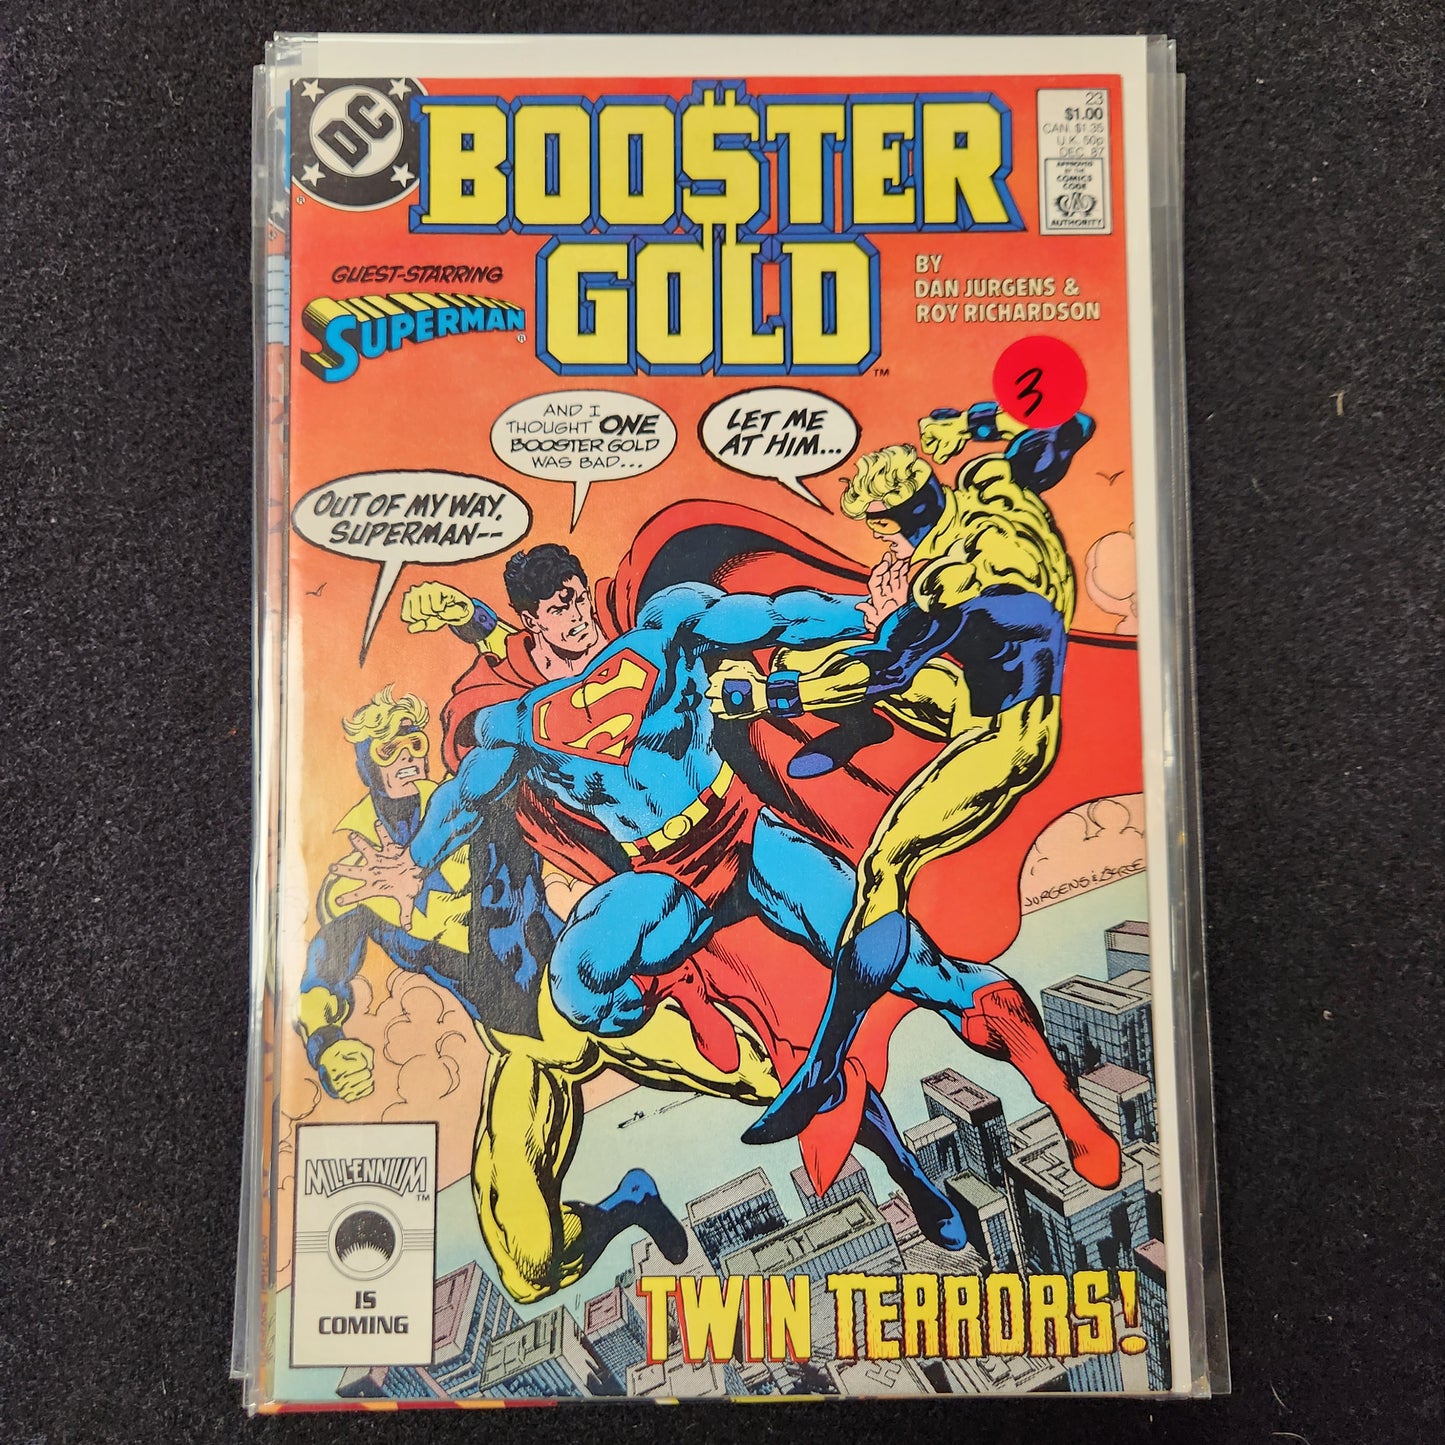 DC
®
BOO$TER
GOLD
™
23
$1.00
CAN. $1.35
U.K. 50p
DEC. 87
APPROVED
BY THE
COMICS
CODE
AUTHORITY
GUEST-STARRING
SUPERMAN
®
BY
DAN JURGENS &
ROY RICHARDSON
3
OUT OF MY WAY,
SUPERMAN--
AND I
THOUGHT ONE
BOOSTER GOLD
WAS BAD...
LET ME
AT HIM...
MILLENNIUM
™
IS
COMING
TWIN TERRORS!